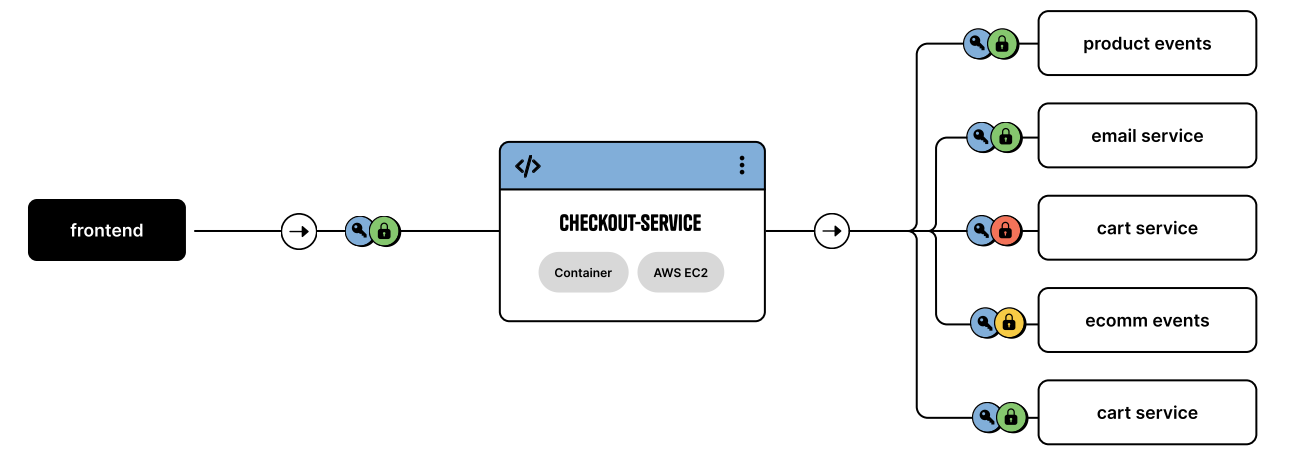 frontend
</>
CHECKOUT-SERVICE
Container
AWS EC2
product events
email service
cart service
ecomm events
cart service